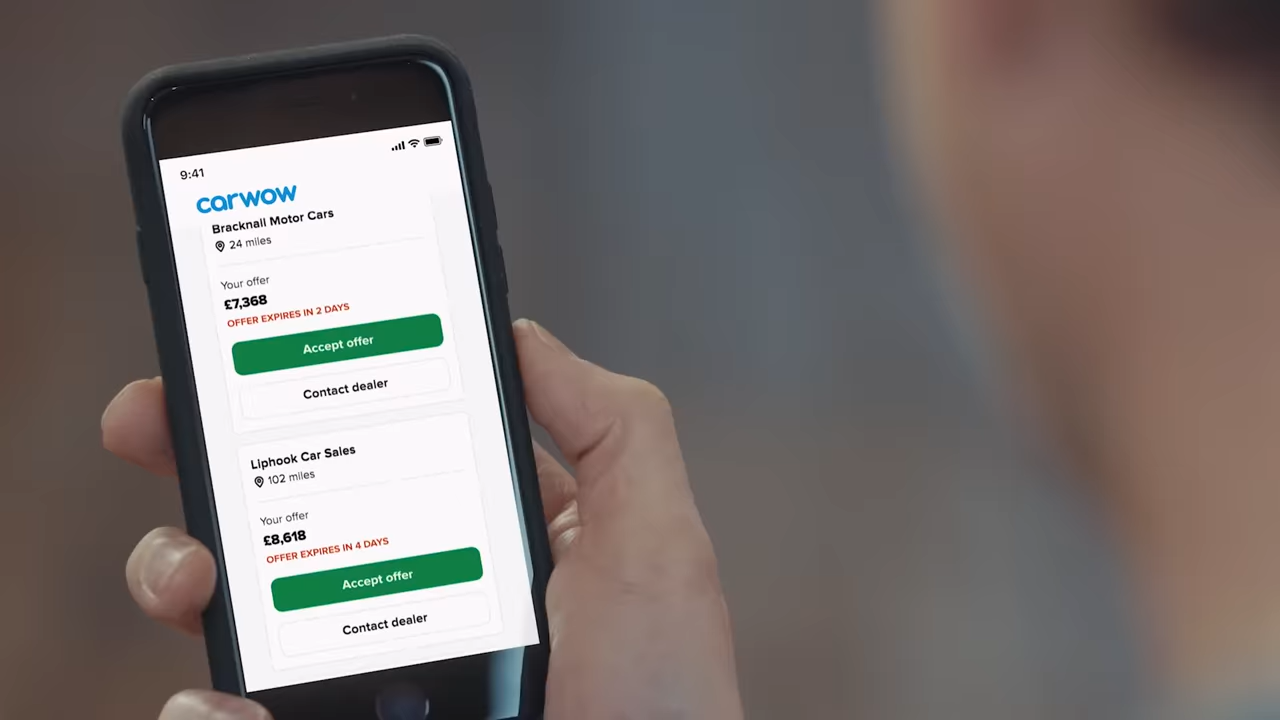 9:41
carwow
Bracknall Motor Cars
24 miles
Your offer
£7,368
OFFER EXPIRES IN 2 DAYS
Accept offer
Contact dealer
Liphook Car Sales
102 miles
Your offer
£8,618
OFFER EXPIRES IN 4 DAYS
Accept offer
Contact dealer